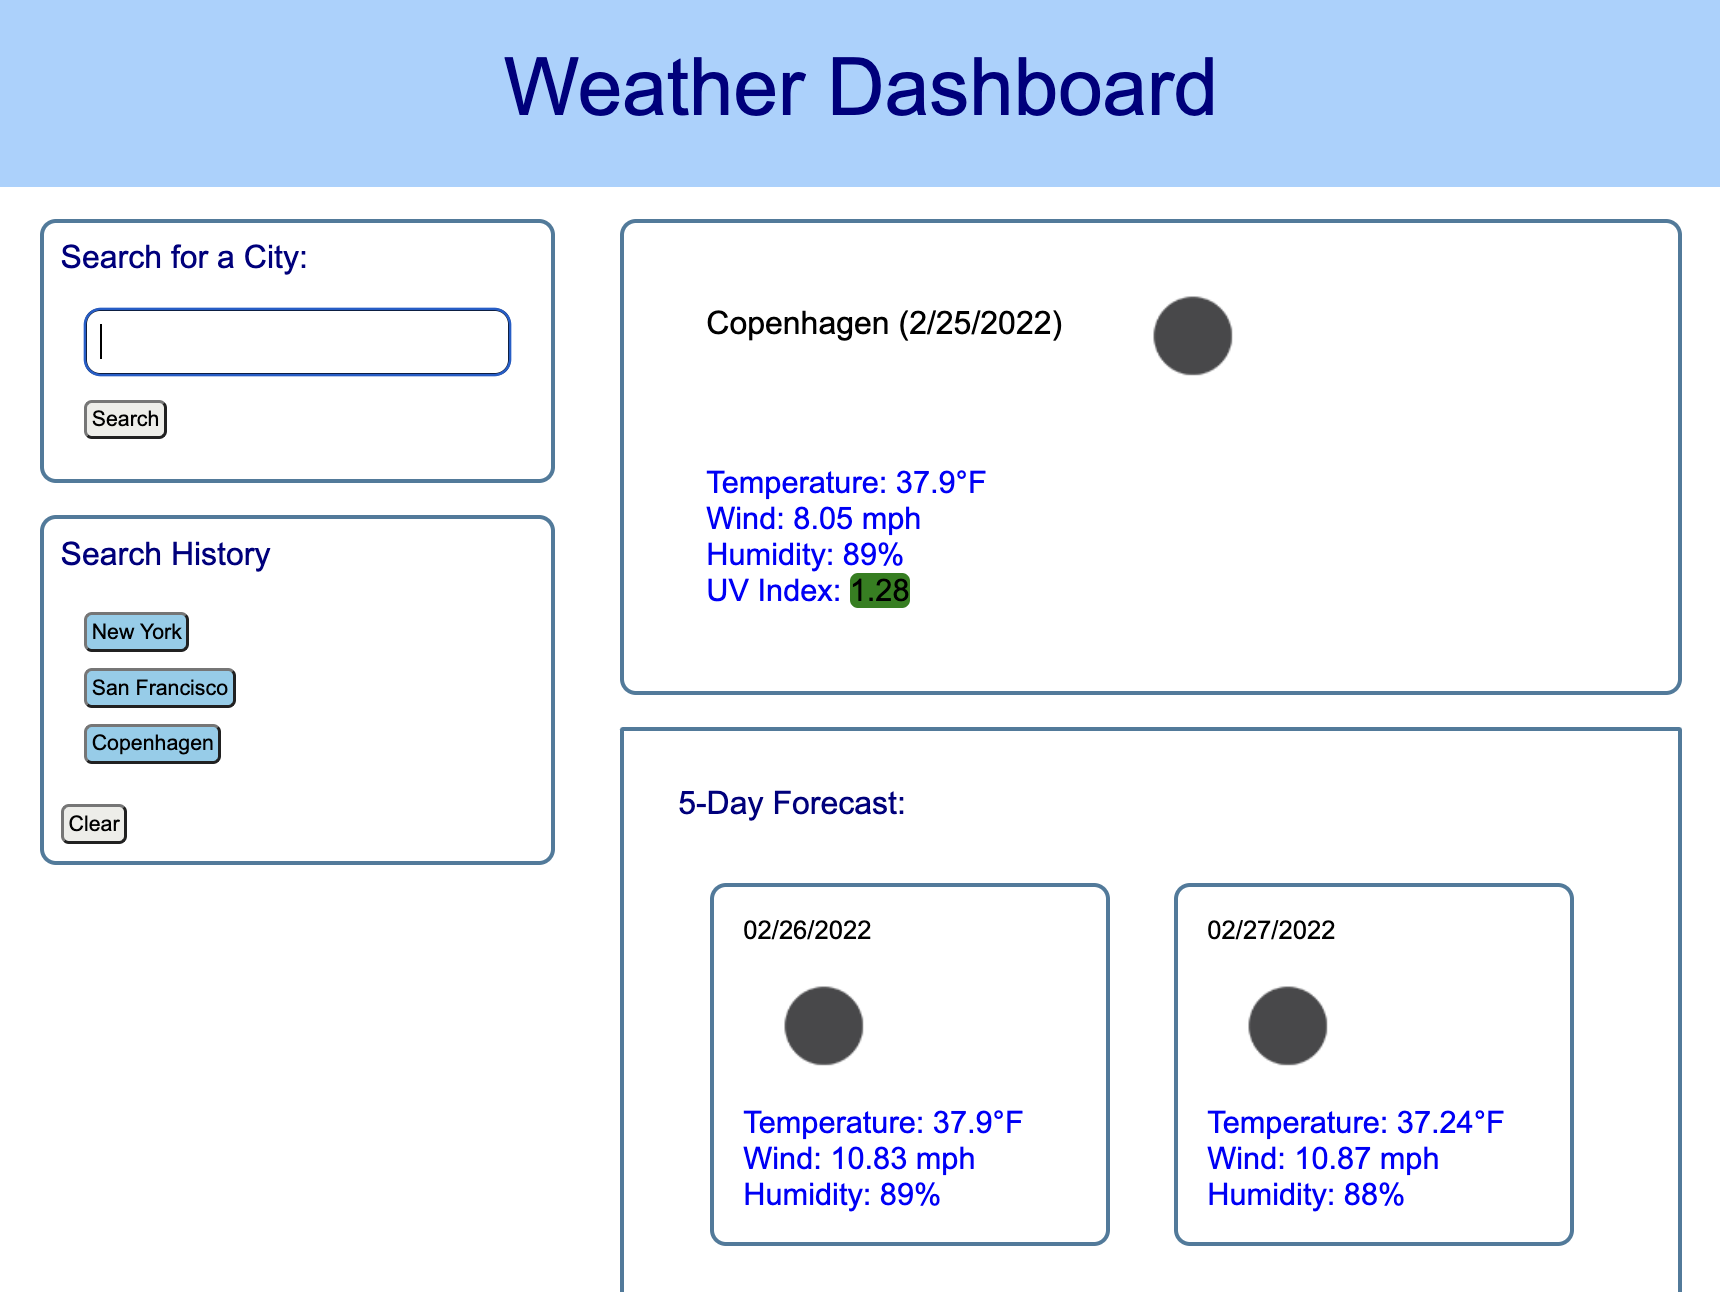 Weather Dashboard
Search for a City:
Search
Search History
New York
San Francisco
Copenhagen
Clear
Copenhagen (2/25/2022)
Temperature: 37.9°F
Wind: 8.05 mph
Humidity: 89%
UV Index: 1.28
5-Day Forecast:
02/26/2022
Temperature: 37.9°F
Wind: 10.83 mph
Humidity: 89%
02/27/2022
Temperature: 37.24°F
Wind: 10.87 mph
Humidity: 88%